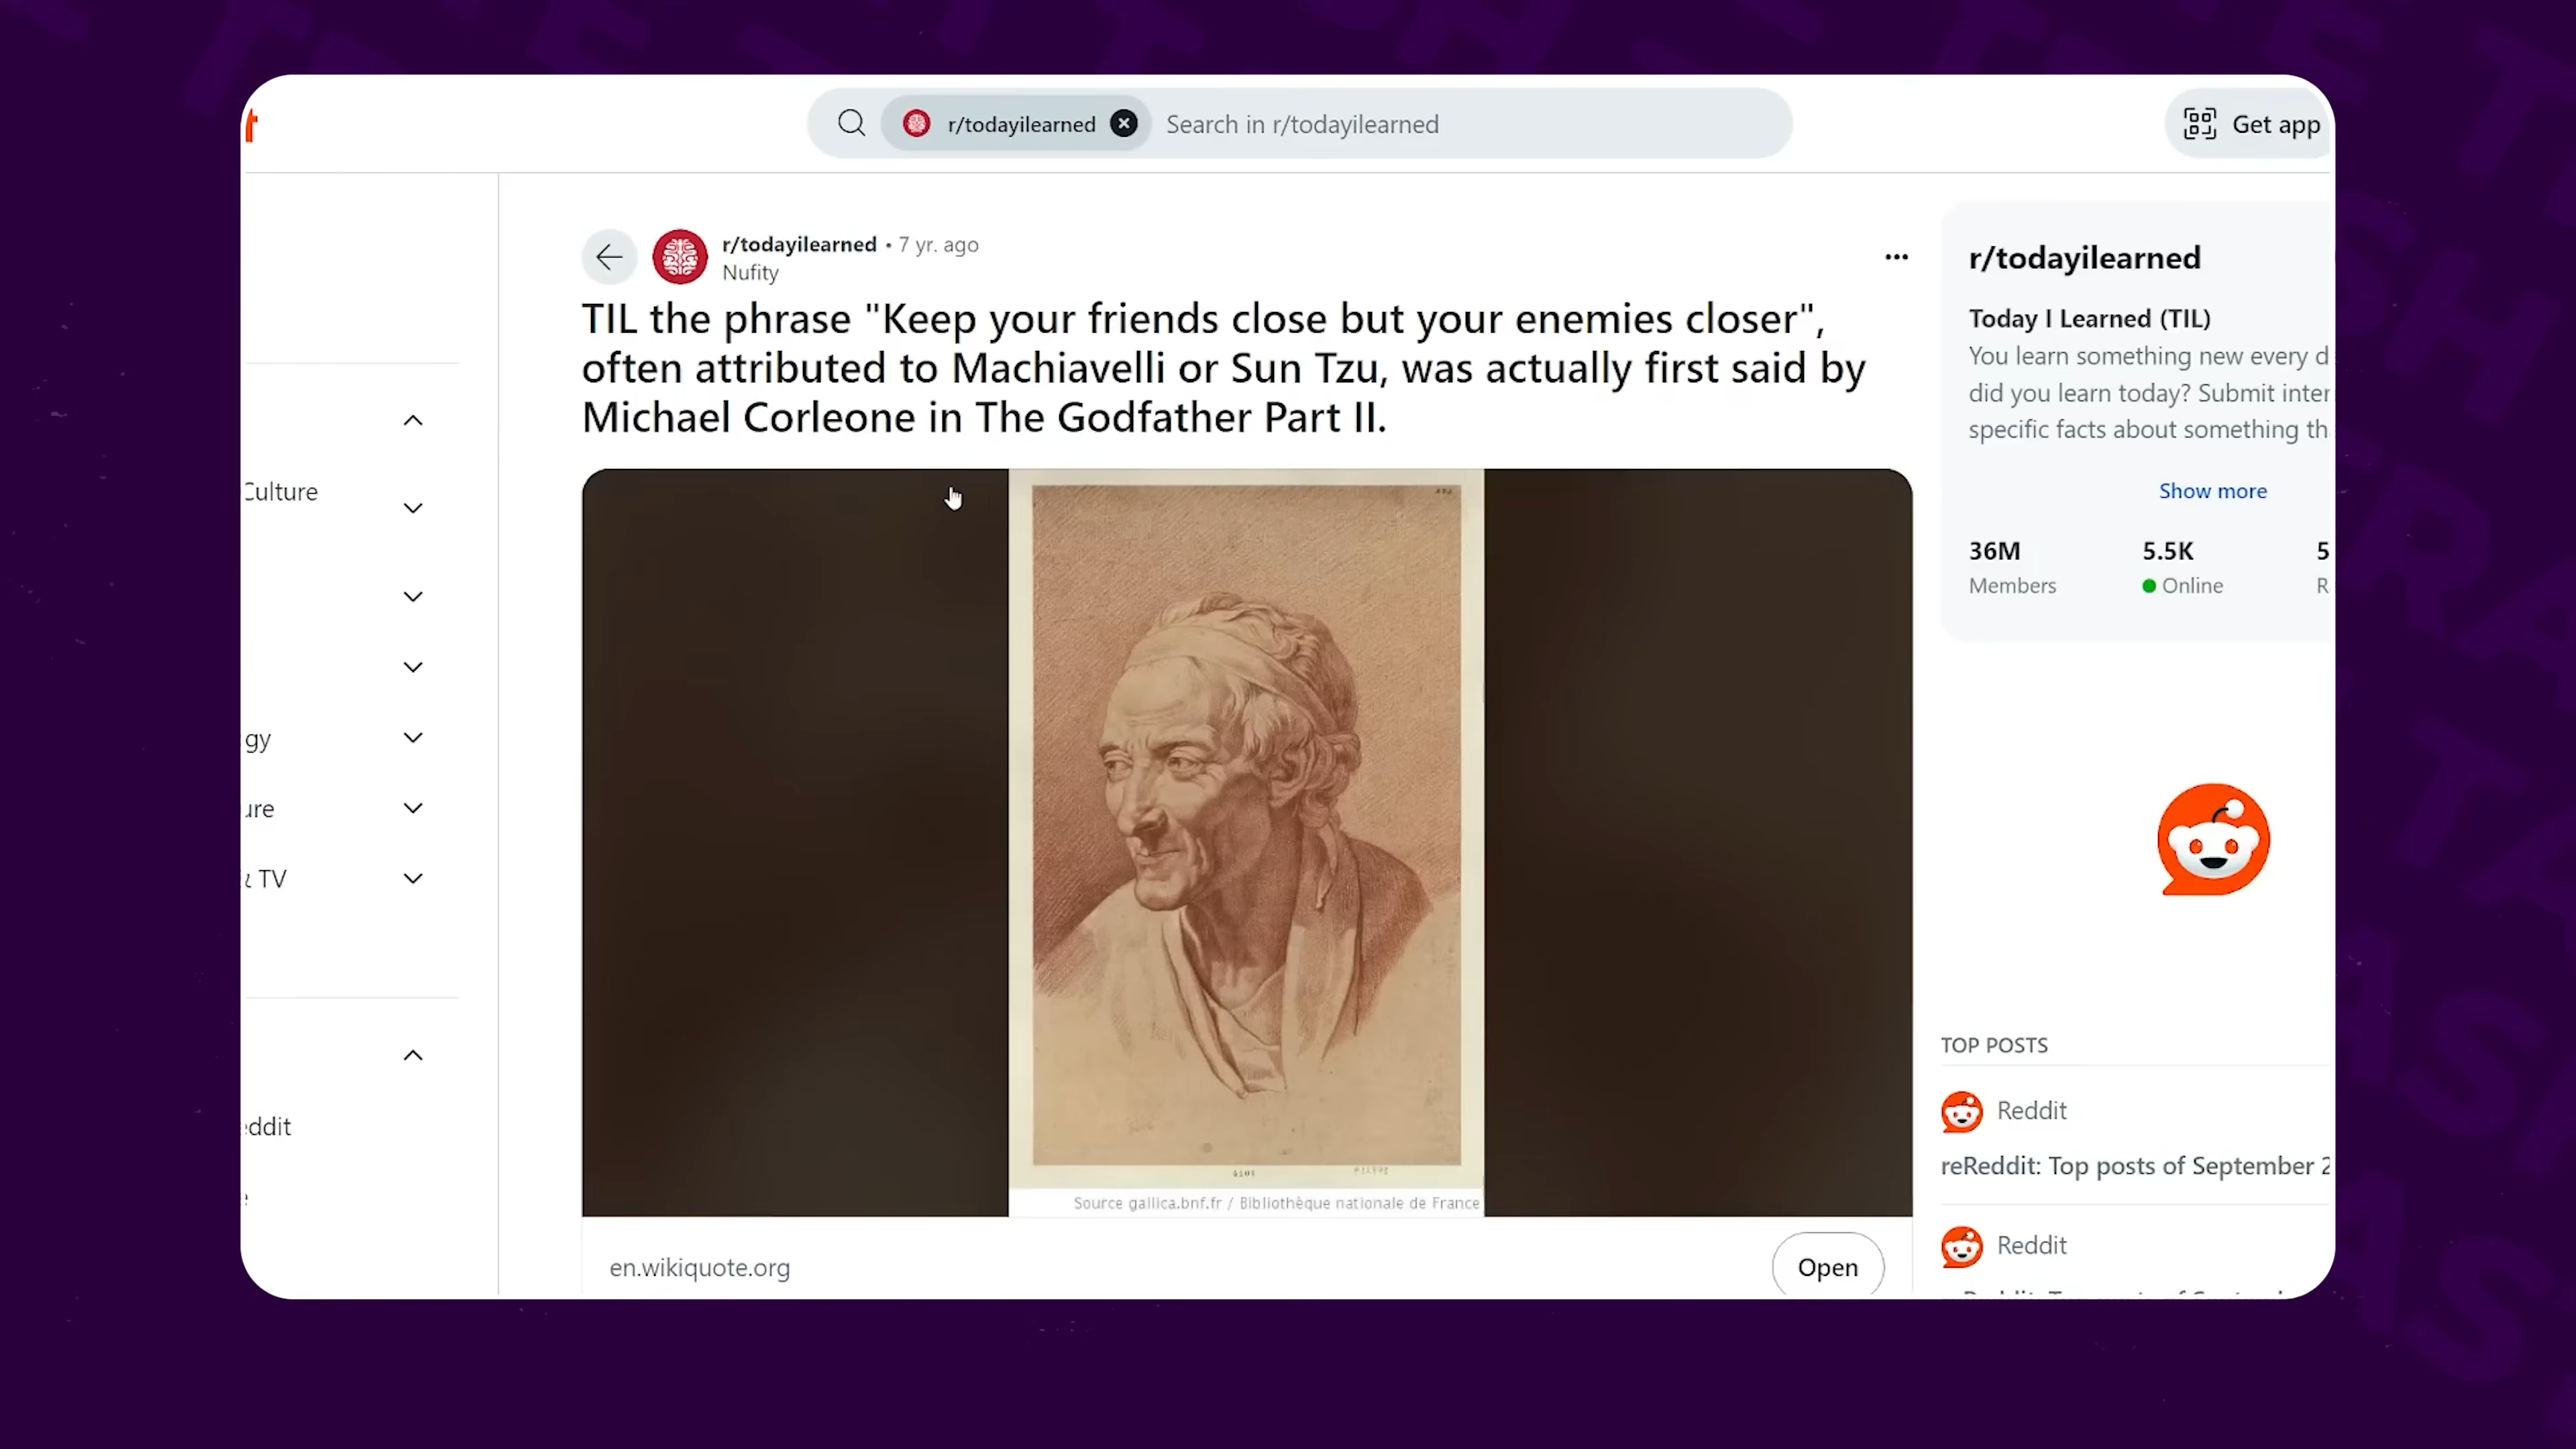 t
r/todayilearned
Search in r/todayilearned
Get app
r/todayilearned • 7 yr. ago
Nufity
TIL the phrase "Keep your friends close but your enemies closer",
often attributed to Machiavelli or Sun Tzu, was actually first said by
Michael Corleone in The Godfather Part II.
Source gallica.bnf.fr / Bibliothèque nationale de France
en.wikiquote.org
Open
Culture
gy
ure
& TV
eddit
e
r/todayilearned
Today I Learned (TIL)
You learn something new every d
did you learn today? Submit inter
specific facts about something th
Show more
36M
Members
5.5K
Online
5
R
TOP POSTS
Reddit
reReddit: Top posts of September 2
Reddit